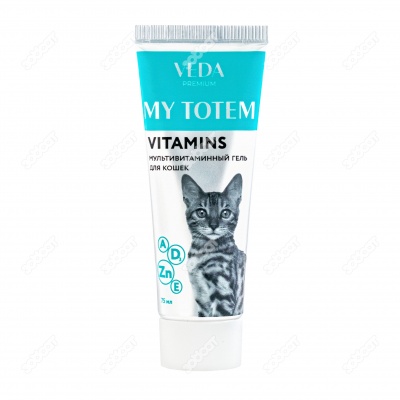 VEDA
PREMIUM
MY TOTEM
VITAMINS
МУЛЬТИВИТАМИННЫЙ ГЕЛЬ
ДЛЯ КОШЕК
A
D₃
Zn
E
75 мл